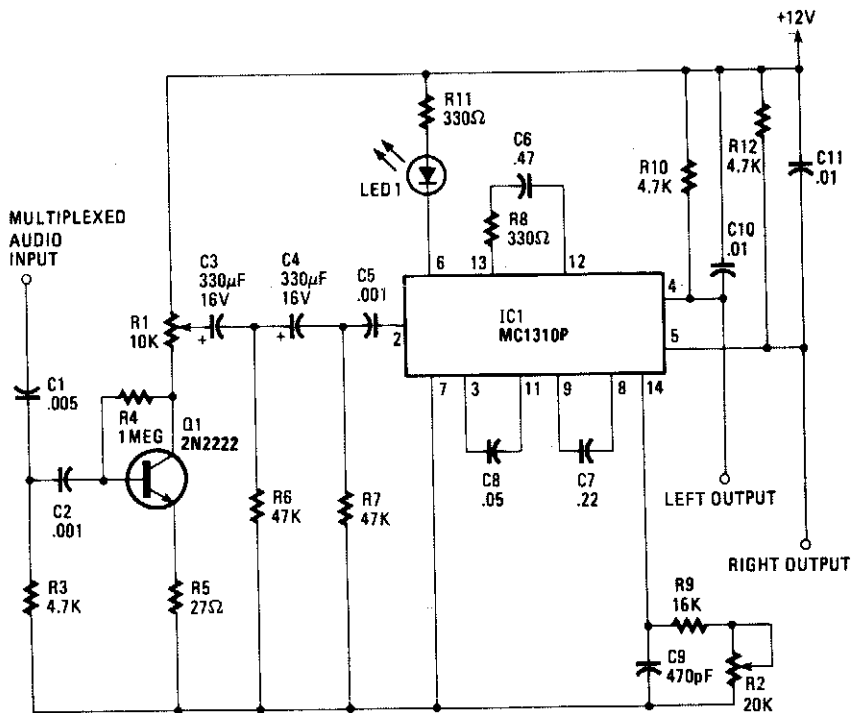 +12V
R11
330Ω
C6
.47
LED1
R8
330Ω
R10
4.7K
R12
4.7K
C11
.01
C10
.01
MULTIPLEXED
AUDIO
INPUT
C3
330µF
16V
+
C4
330µF
16V
+
C5
.001
6
13
12
4
2
IC1
MC1310P
5
7
3
11
9
8
14
R1
10K
C1
.005
R4
1 MEG
Q1
2N2222
C2
.001
R6
47K
R7
47K
C8
.05
C7
.22
LEFT OUTPUT
RIGHT OUTPUT
R3
4.7K
R5
27Ω
R9
16K
C9
470pF
R2
20K